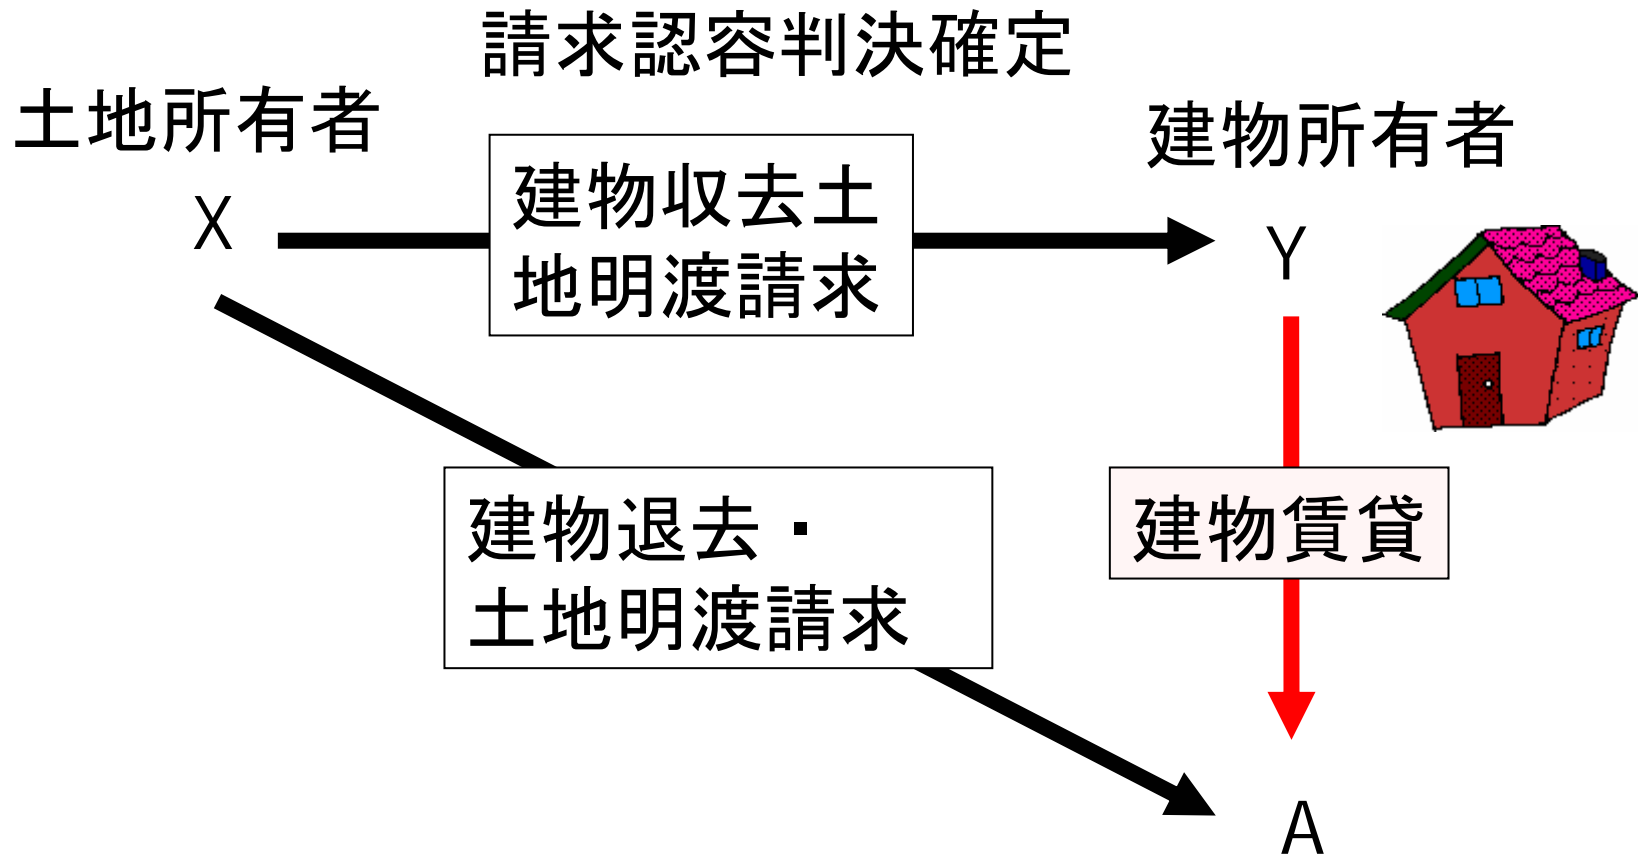 請求認容判決確定
土地所有者
建物所有者
X
建物収去土
地明渡請求
Y
建物退去・
土地明渡請求
建物賃貸
A